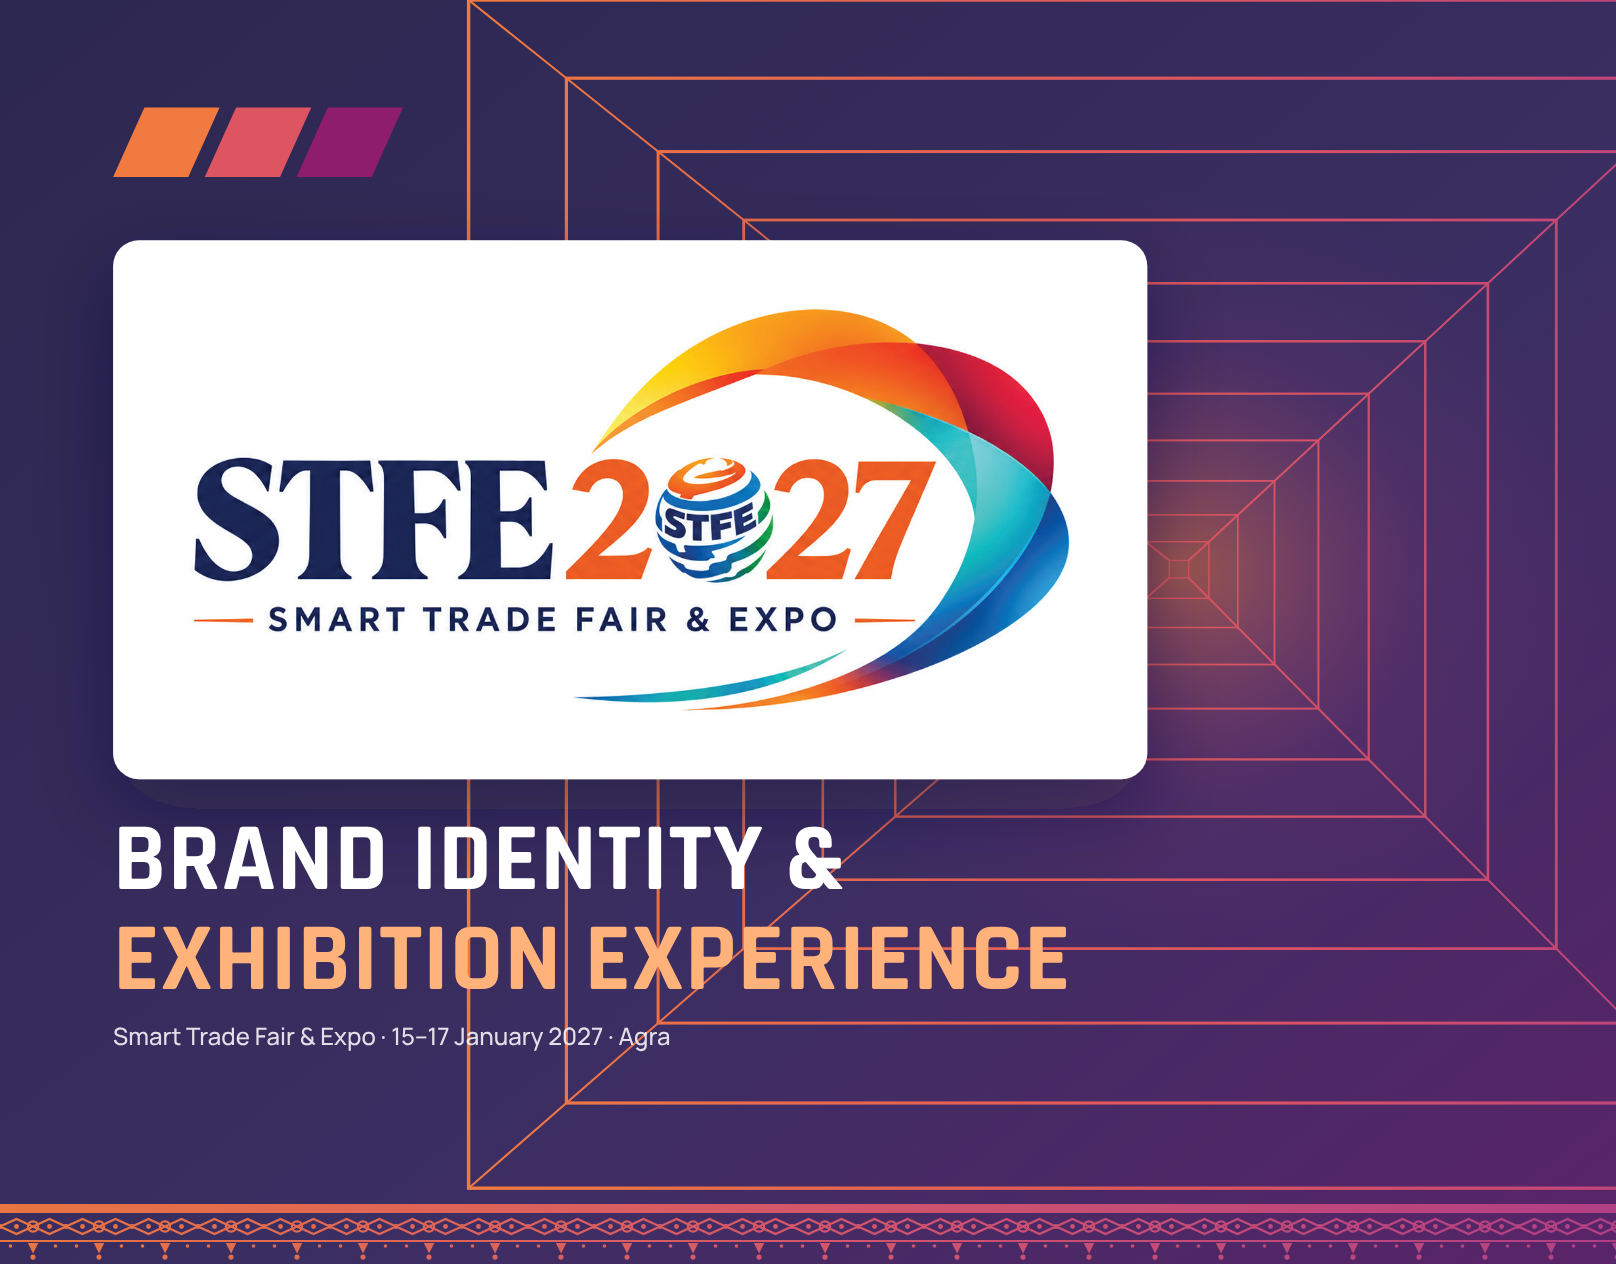 STFE 2027
STFE
SMART TRADE FAIR & EXPO
BRAND IDENTITY &
EXHIBITION EXPERIENCE
Smart Trade Fair & Expo · 15–17 January 2027 · Agra